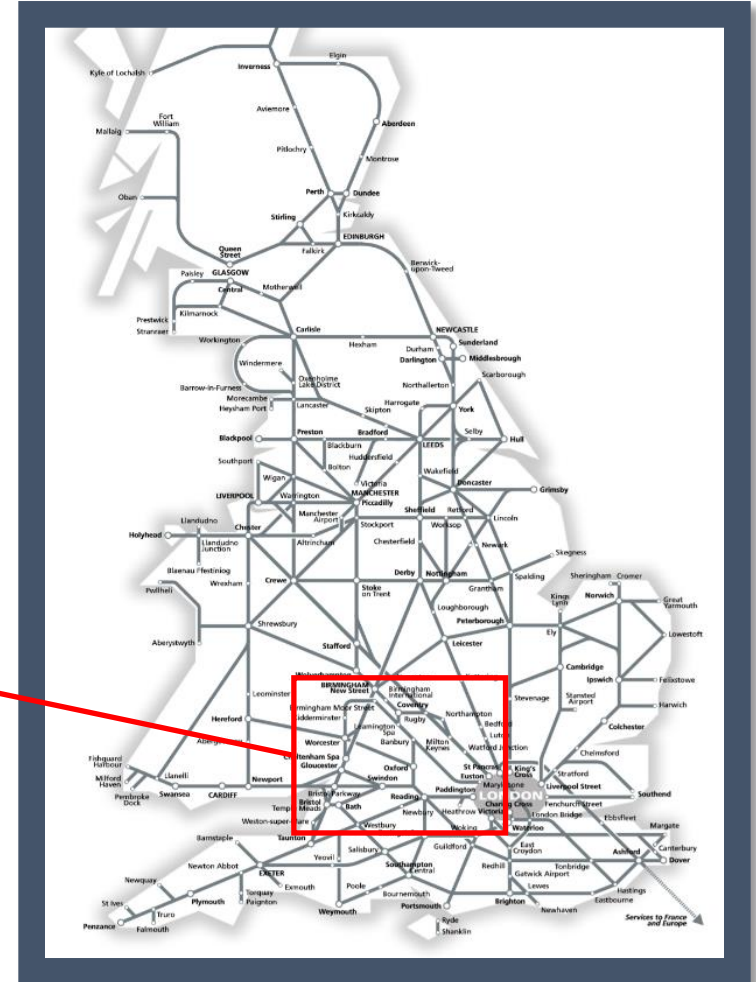 Elgin
Inverness
Kyle of Lochalsh
Aviemore
Fort
William
Mallaig
Aberdeen
Pitlochry
Montrose
Perth
Dundee
Oban
Stirling
Kirkcaldy
EDINBURGH
Queen
Street
Falkirk
Berwick-
upon-Tweed
Paisley
GLASGOW
Central
Motherwell
Prestwick
Kilmarnock
Stranraer
Carlisle
NEWCASTLE
Workington
Hexham
Sunderland
Durham
Darlington
Middlesbrough
Windermere
Scarborough
Oxenholme
Lake District
Barrow-in-Furness
Northallerton
Morecambe
Heysham Port
Lancaster
Harrogate
York
Skipton
Blackpool
Preston
Bradford
LEEDS
Selby
Hull
Blackburn
Huddersfield
Southport
Bolton
Wakefield
Wigan
Victoria
Doncaster
LIVERPOOL
Warrington
MANCHESTER
Piccadilly
Grimsby
Sheffield
Retford
Llandudno
Manchester
Airport
Lincoln
Chester
Stockport
Worksop
Holyhead
Llandudno
Junction
Altrincham
Chesterfield
Newark
Skegness
Blaenau Ffestiniog
Derby
Nottingham
Spalding
Sheringham
Cromer
Pwllheli
Wrexham
Crewe
Stoke
on Trent
Grantham
Kings
Lynn
Norwich
Great
Yarmouth
Loughborough
Shrewsbury
Peterborough
Aberystwyth
Stafford
Leicester
Ely
Lowestoft
Wolverhampton
Cambridge
BIRMINGHAM
New Street
Birmingham
International
Ipswich
Felixstowe
Leominster
Coventry
Stevenage
Stansted
Airport
Birmingham Moor Street
Kidderminster
Rugby
Northampton
Harwich
Hereford
Leamington
Spa
Bedford
Colchester
Worcester
Banbury
Milton
Keynes
Luton
Watford Junction
Chelmsford
Fishguard
Harbour
Cheltenham Spa
Gloucester
Oxford
St Pancras
King's
Cross
Llanelli
Newport
Swindon
Euston
Stratford
Milford
Haven
Marylebone
Liverpool Street
Pembroke
Dock
Swansea
CARDIFF
Bristol Parkway
Reading
Paddington
LONDON
Southend
Bristol
Temple Meads
Bath
Newbury
Heathrow
Victoria
Charing Cross
Fenchurch Street
Weston-super-Mare
Westbury
London Bridge
Ebbsfleet
Woking
Waterloo
Margate
Barnstaple
Taunton
Salisbury
Guildford
East
Croydon
Canterbury
Newton Abbot
Yeovil
Southampton
Central
Redhill
Tonbridge
Ashford
Dover
EXETER
Gatwick Airport
Newquay
Exmouth
Poole
Lewes
Hastings
Torquay
Paignton
Bournemouth
Eastbourne
St Ives
Plymouth
Weymouth
Portsmouth
Brighton
Newhaven
Truro
Ryde
Services to France
and Europe
Penzance
Falmouth
Shanklin